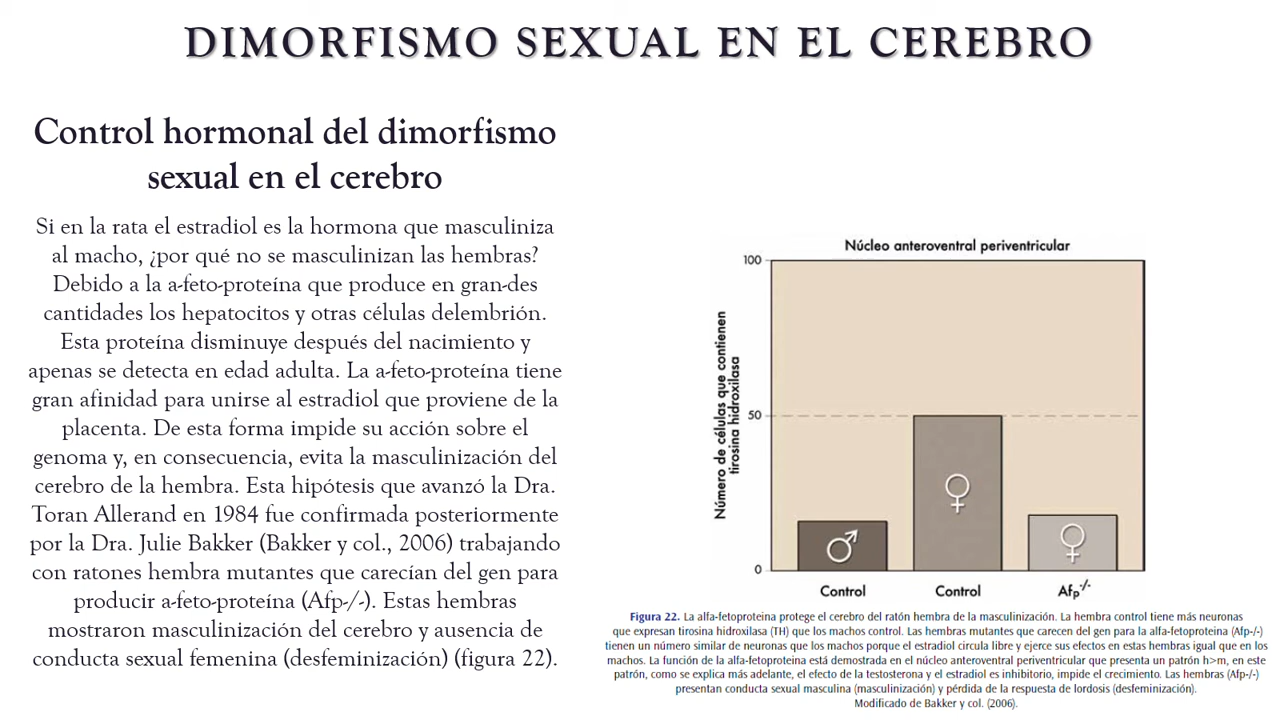 DIMORFISMO SEXUAL EN EL CEREBRO
Control hormonal del dimorfismo
sexual en el cerebro
Si en la rata el estradiol es la hormona que masculiniza
al macho, ¿por qué no se masculinizan las hembras?
Debido a la a-feto-proteína que produce en gran-des
cantidades los hepatocitos y otras células delembrión.
Esta proteína disminuye después del nacimiento y
apenas se detecta en edad adulta. La a-feto-proteína tiene
gran afinidad para unirse al estradiol que proviene de la
placenta. De esta forma impide su acción sobre el
genoma y, en consecuencia, evita la masculinización del
cerebro de la hembra. Esta hipótesis que avanzó la Dra.
Toran Allerand en 1984 fue confirmada posteriormente
por la Dra. Julie Bakker (Bakker y col., 2006) trabajando
con ratones hembra mutantes que carecían del gen para
producir a-feto-proteína (Afp-/-). Estas hembras
mostraron masculinización del cerebro y ausencia de
conducta sexual femenina (desfeminización) (figura 22).
Núcleo anteroventral periventricular
Número de células que contienen
tirosina hidroxilasa
100
50
0
♂
♀
♀
Control
Control
Afp-/-
Figura 22. La alfa-fetoproteina protege el cerebro del ratón hembra de la masculinización. La hembra control tiene más neuronas
que expresan tirosina hidroxilasa (TH) que los machos control. Las hembras mutantes que carecen del gen para la alfa-fetoproteina (Afp-/-)
tienen un número similar de neuronas que los machos porque el estradiol circula libre y ejerce sus efectos en estas hembras igual que en los
machos. La función de la alfa-fetoproteina está demostrada en el núcleo anteroventral periventricular que presenta un patrón h>m, en este
patrón, como se explica más adelante, el efecto de la testosterona y el estradiol es inhibitorio, impide el crecimiento. Las hembras (Afp-/-)
presentan conducta sexual masculina (masculinización) y pérdida de la respuesta de lordosis (desfeminización).
Modificado de Bakker y col. (2006).